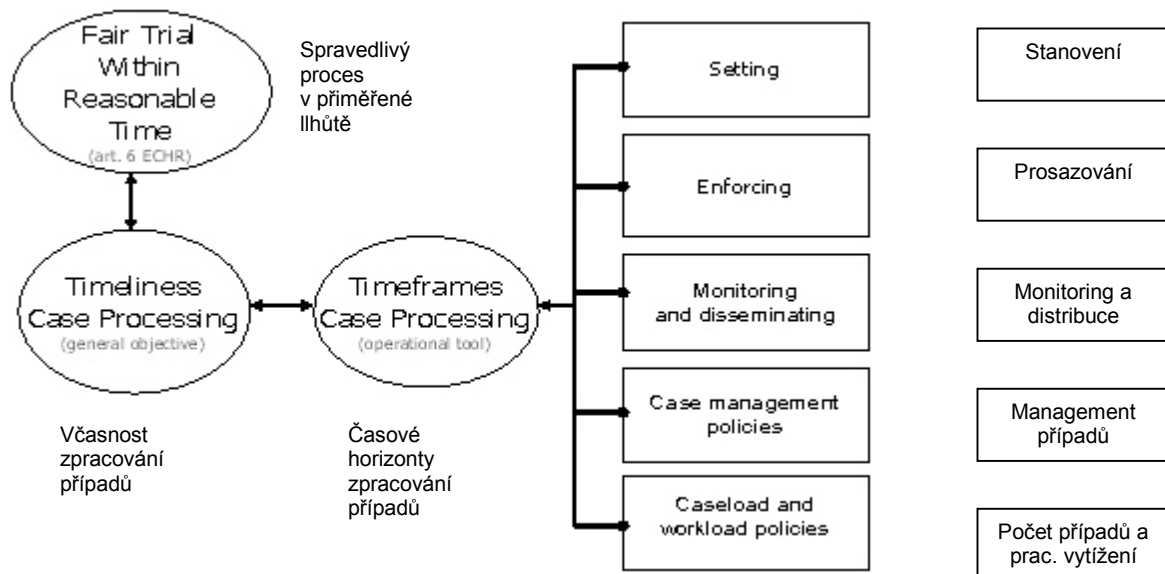 Fair Trial
Within
Reasonable
Time
(art. 6 ECHR)
Spravedlivý
proces
v přiměřené
llhůtě
Timeliness
Case Processing
(general objective)
Timeframes
Case Processing
(operational tool)
Včasnost
zpracování
případů
Časové
horizonty
zpracování
případů
Setting
Enforcing
Monitoring
and disseminating
Case management
policies
Caseload and
workload policies
Stanovení
Prosazování
Monitoring a
distribuce
Management
případů
Počet případů a
prac. vytížení